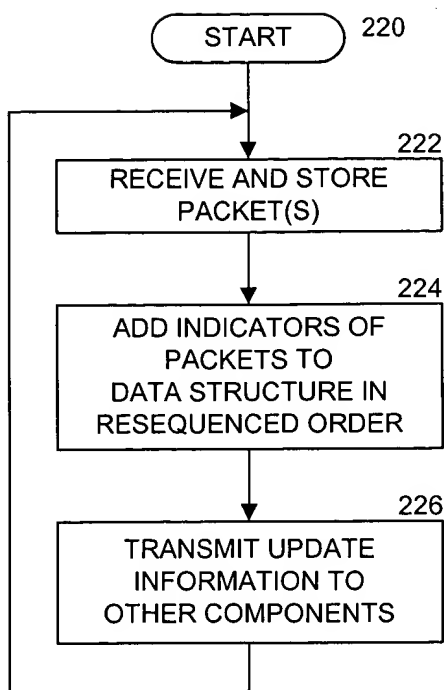 START
220
222
RECEIVE AND STORE
PACKET(S)
224
ADD INDICATORS OF
PACKETS TO
DATA STRUCTURE IN
RESEQUENCED ORDER
226
TRANSMIT UPDATE
INFORMATION TO
OTHER COMPONENTS